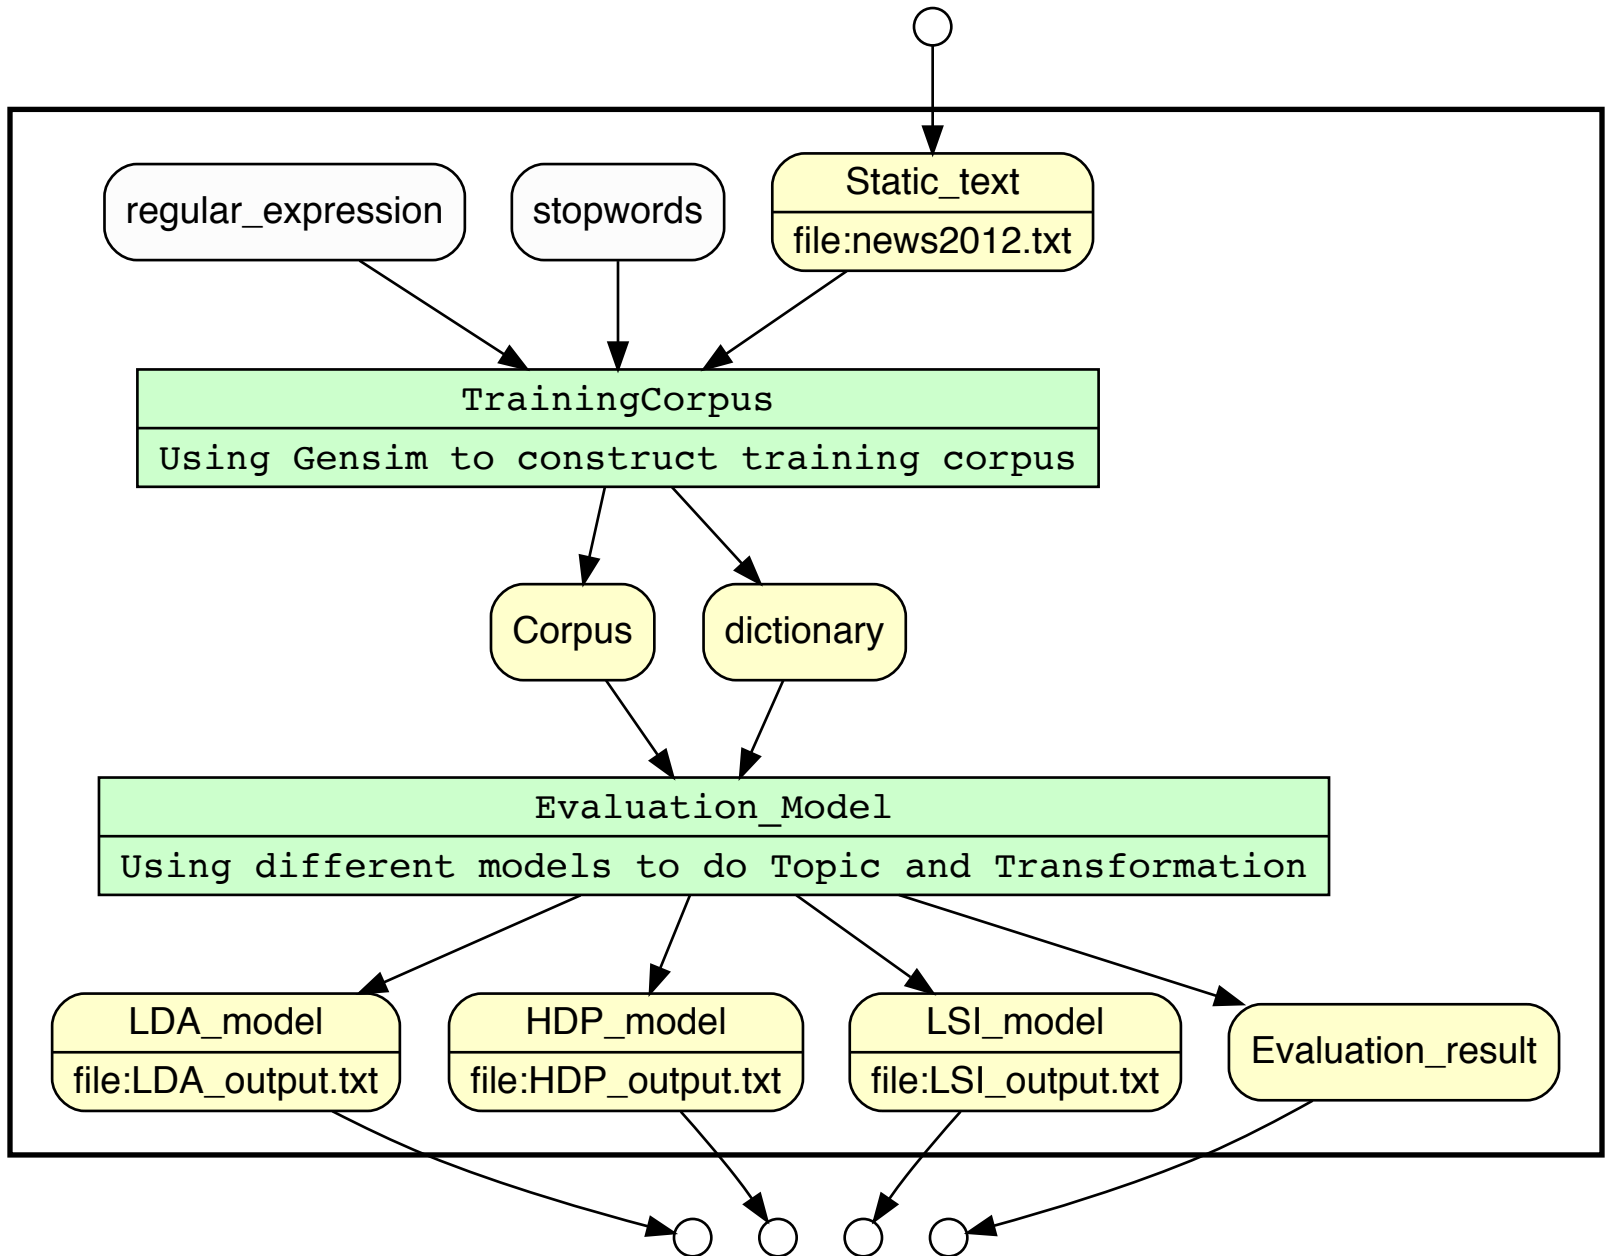 regular_expression
stopwords
Static_text
file:news2012.txt
TrainingCorpus
Using Gensim to construct training corpus
Corpus
dictionary
Evaluation_Model
Using different models to do Topic and Transformation
LDA_model
file:LDA_output.txt
HDP_model
file:HDP_output.txt
LSI_model
file:LSI_output.txt
Evaluation_result